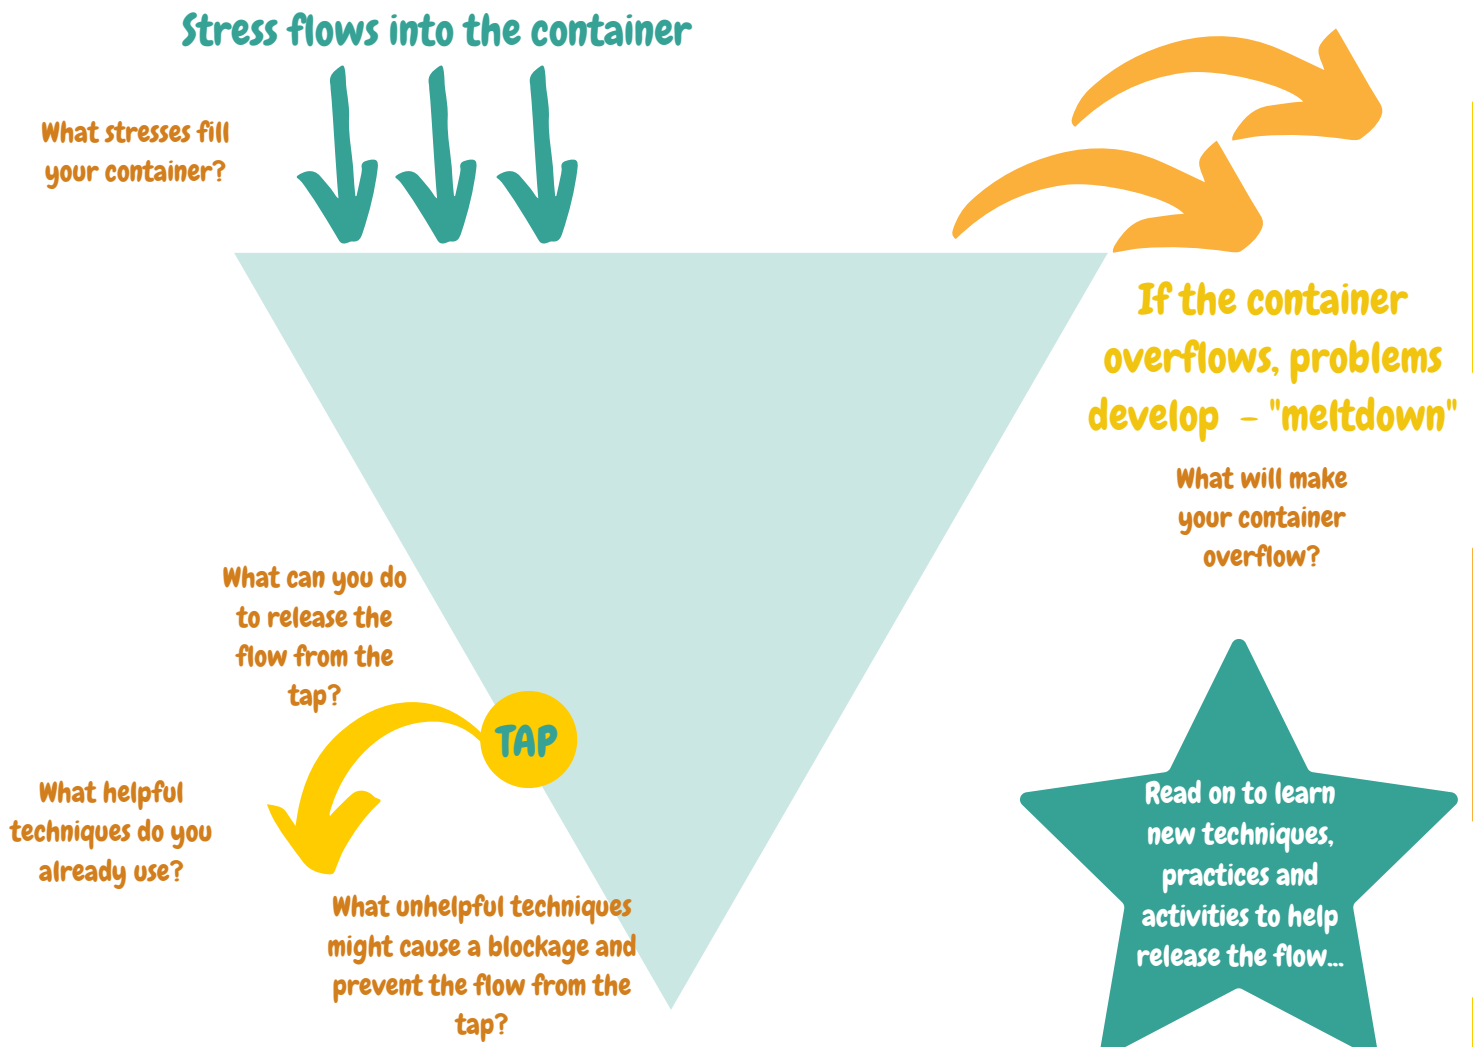 Stress flows into the container
What stresses fill
your container?
If the container
overflows, problems
develop - "meltdown"
What will make
your container
overflow?
What can you do
to release the
flow from the
tap?
TAP
What helpful
techniques do you
already use?
What unhelpful techniques
might cause a blockage and
prevent the flow from the
tap?
Read on to learn
new techniques,
practices and
activities to help
release the flow...